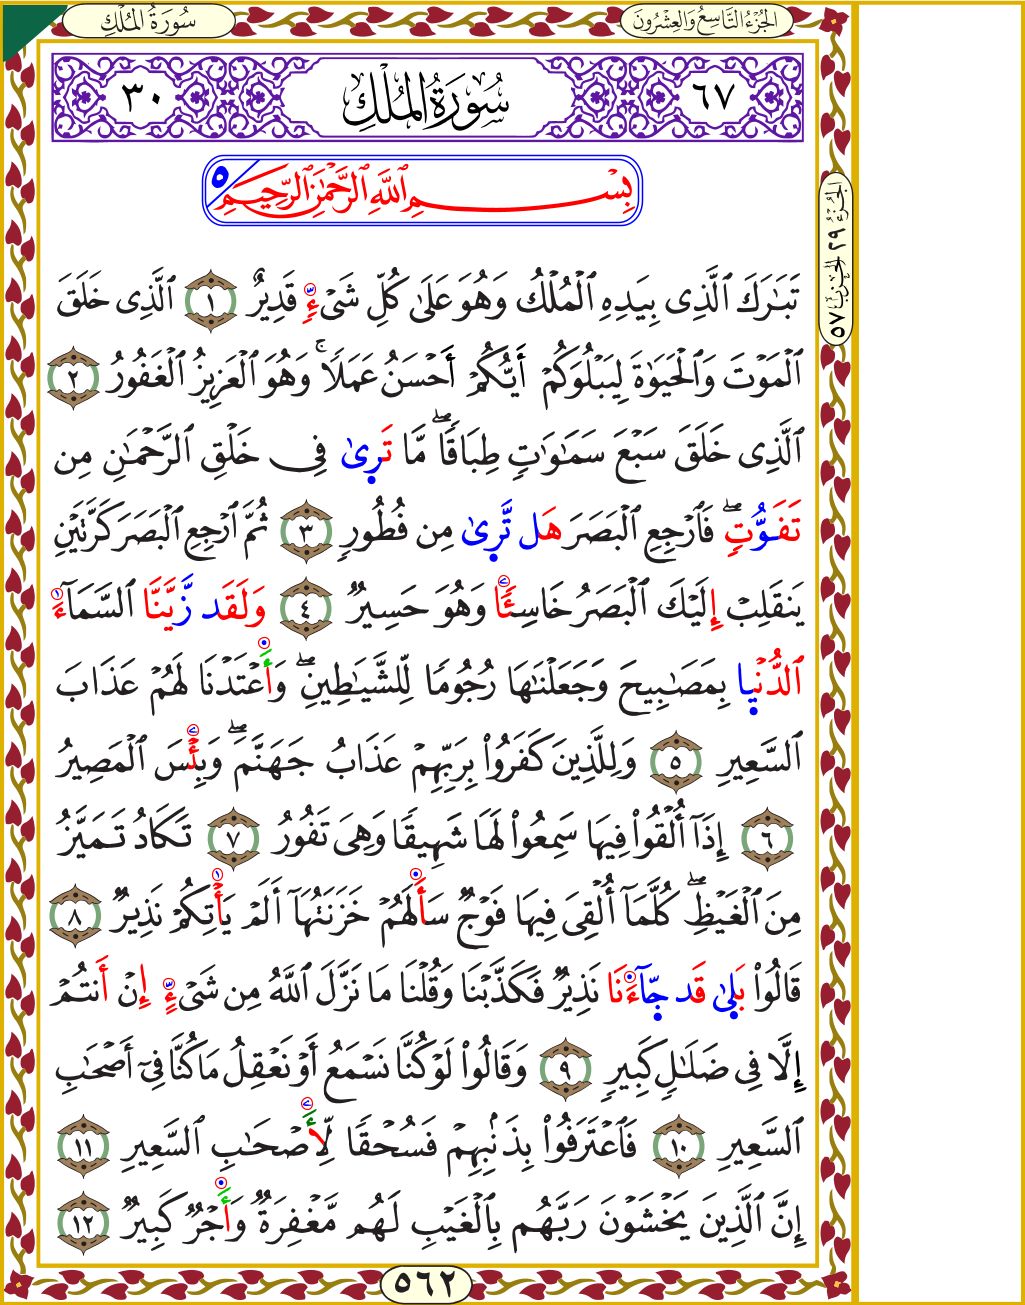 سُورَةُ المُلْكِ
الجُزْءُ التَّاسِعُ وَالعِشْرُونَ
٦٧ سُورَةُ المُلْكِ ٣٠
بِسْمِ ٱللَّهِ ٱلرَّحْمَٰنِ ٱلرَّحِيمِ ٥
تَبَٰرَكَ ٱلَّذِى بِيَدِهِ ٱلْمُلْكُ وَهُوَ عَلَىٰ كُلِّ شَىْءٍ قَدِيرٌ ١ ٱلَّذِى خَلَقَ
ٱلْمَوْتَ وَٱلْحَيَوٰةَ لِيَبْلُوَكُمْ أَيُّكُمْ أَحْسَنُ عَمَلًا ۚ وَهُوَ ٱلْعَزِيزُ ٱلْغَفُورُ ٢
ٱلَّذِى خَلَقَ سَبْعَ سَمَٰوَٰتٍ طِبَاقًا ۖ مَّا تَرِىٰ فِى خَلْقِ ٱلرَّحْمَٰنِ مِن
تَفَوُّتٍ ۖ فَٱرْجِعِ ٱلْبَصَرَ هَل تَّرِىٰ مِن فُطُورٍ ٣ ثُمَّ ٱرْجِعِ ٱلْبَصَرَ كَرَّتَيْنِ
يَنقَلِبْ إِلَيْكَ ٱلْبَصَرُ خَاسِئًا وَهُوَ حَسِيرٌ ٤ وَلَقَد زَّيَّنَّا ٱلسَّمَآءَ
ٱلدُّنْيِا بِمَصَٰبِيحَ وَجَعَلْنَٰهَا رُجُومًا لِّلشَّيَٰطِينِ ۖ وَأَعْتَدْنَا لَهُمْ عَذَابَ
ٱلسَّعِيرِ ٥ وَلِلَّذِينَ كَفَرُوا۟ بِرَبِّهِمْ عَذَابُ جَهَنَّمَ ۖ وَبِئْسَ ٱلْمَصِيرُ
٦ إِذَآ أُلْقُوا۟ فِيهَا سَمِعُوا۟ لَهَا شَهِيقًا وَهِىَ تَفُورُ ٧ تَكَادُ تَمَيَّزُ
مِنَ ٱلْغَيْظِ ۖ كُلَّمَآ أُلْقِىَ فِيهَا فَوْجٌ سَأَلَهُمْ خَزَنَتُهَآ أَلَمْ يَأْتِكُمْ نَذِيرٌ ٨
قَالُوا۟ بَلِىٰ قَد جِّآءَنَا نَذِيرٌ فَكَذَّبْنَا وَقُلْنَا مَا نَزَّلَ ٱللَّهُ مِن شَىْءٍ إِنْ أَنتُمْ
إِلَّا فِى ضَلَٰلٍ كَبِيرٍ ٩ وَقَالُوا۟ لَوْ كُنَّا نَسْمَعُ أَوْ نَعْقِلُ مَا كُنَّا فِىٓ أَصْحَٰبِ
ٱلسَّعِيرِ ١٠ فَٱعْتَرَفُوا۟ بِذَنۢبِهِمْ فَسُحْقًا لِّأَصْحَٰبِ ٱلسَّعِيرِ ١١
إِنَّ ٱلَّذِينَ يَخْشَوْنَ رَبَّهُم بِٱلْغَيْبِ لَهُم مَّغْفِرَةٌ وَأَجْرٌ كَبِيرٌ ١٢
الجُزْءُ ٢٩ الحِزْبُ ٥٧
٥٦٢